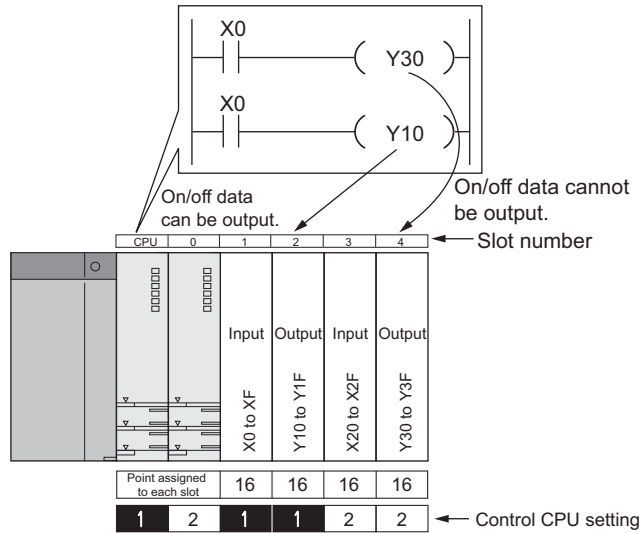 X0
Y30
X0
Y10
On/off data
can be output.
On/off data cannot
be output.
CPU 0 1 2 3 4
Slot number
Input Output Input Output
X0 to XF
Y10 to Y1F
X20 to X2F
Y30 to Y3F
Point assigned
to each slot
16 16 16 16
1 2 1 1 2 2
Control CPU setting